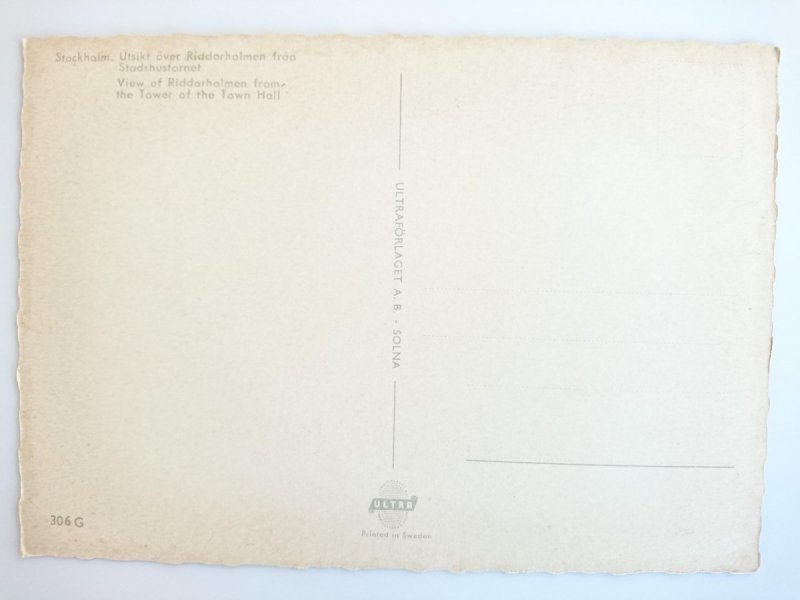 Stockholm. Utsikt över Riddarholmen från
Stadshustornet
View of Riddarholmen from
the Tower of the Town Hall
ULTRAFÖRLAGET A. B. - SOLNA
306 G
ULTRA
Printed in Sweden